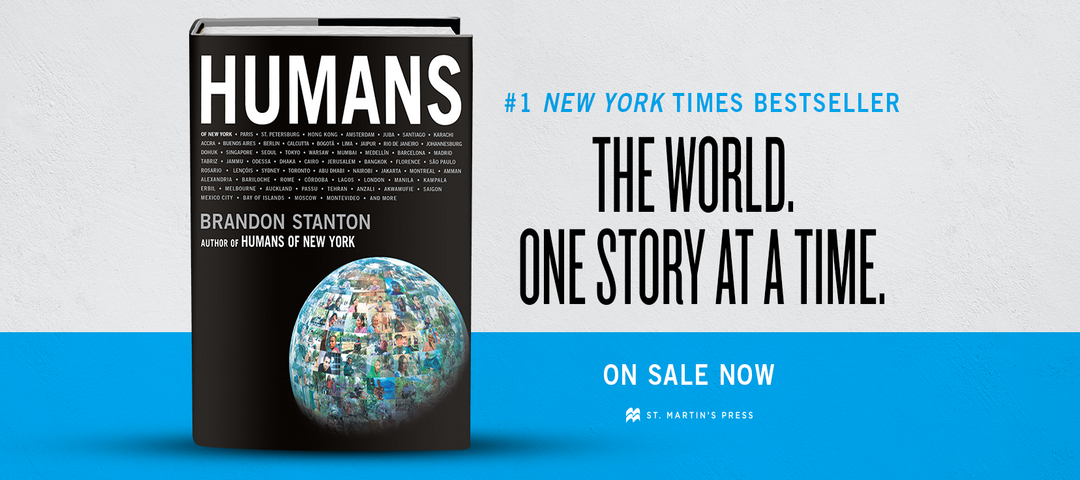 HUMANS
OF NEW YORK • PARIS • ST. PETERSBURG • HONG KONG • AMSTERDAM • JUBA • SANTIAGO • KARACHI
ACCRA • BUENOS AIRES • BERLIN • CALCUTTA • BOGOTÁ • LIMA • JAIPUR • RIO DE JANEIRO • JOHANNESBURG
DOHUK • SINGAPORE • SEOUL • TOKYO • WARSAW • MUMBAI • MEDELLÍN • BARCELONA • MADRID
TABRIZ • JAMMU • ODESSA • DHAKA • CAIRO • JERUSALEM • BANGKOK • FLORENCE • SÃO PAULO
ROSARIO • LENÇÓIS • SYDNEY • TORONTO • ABU DHABI • NAIROBI • JAKARTA • MONTREAL • AMMAN
ALEXANDRIA • BARILOCHE • ROME • CÓRDOBA • LAGOS • LONDON • MANILA • KAMPALA
ERBIL • MELBOURNE • AUCKLAND • PASSU • TEHRAN • ANZALI • AKWAMUFIE • SAIGON
MEXICO CITY • BAY OF ISLANDS • MOSCOW • MONTEVIDEO • AND MORE
BRANDON STANTON
AUTHOR OF HUMANS OF NEW YORK
#1 NEW YORK TIMES BESTSELLER
THE WORLD.
ONE STORY AT A TIME.
ON SALE NOW
ST. MARTIN'S PRESS